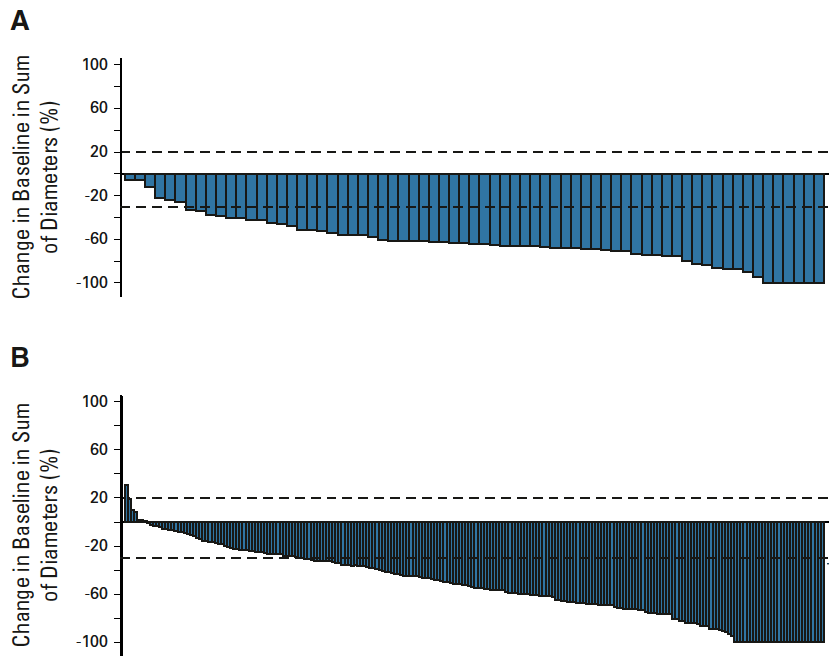 A
Change in Baseline in Sum
of Diameters (%)
100
60
20
-20
-60
-100
B
Change in Baseline in Sum
of Diameters (%)
100
60
20
-20
-60
-100